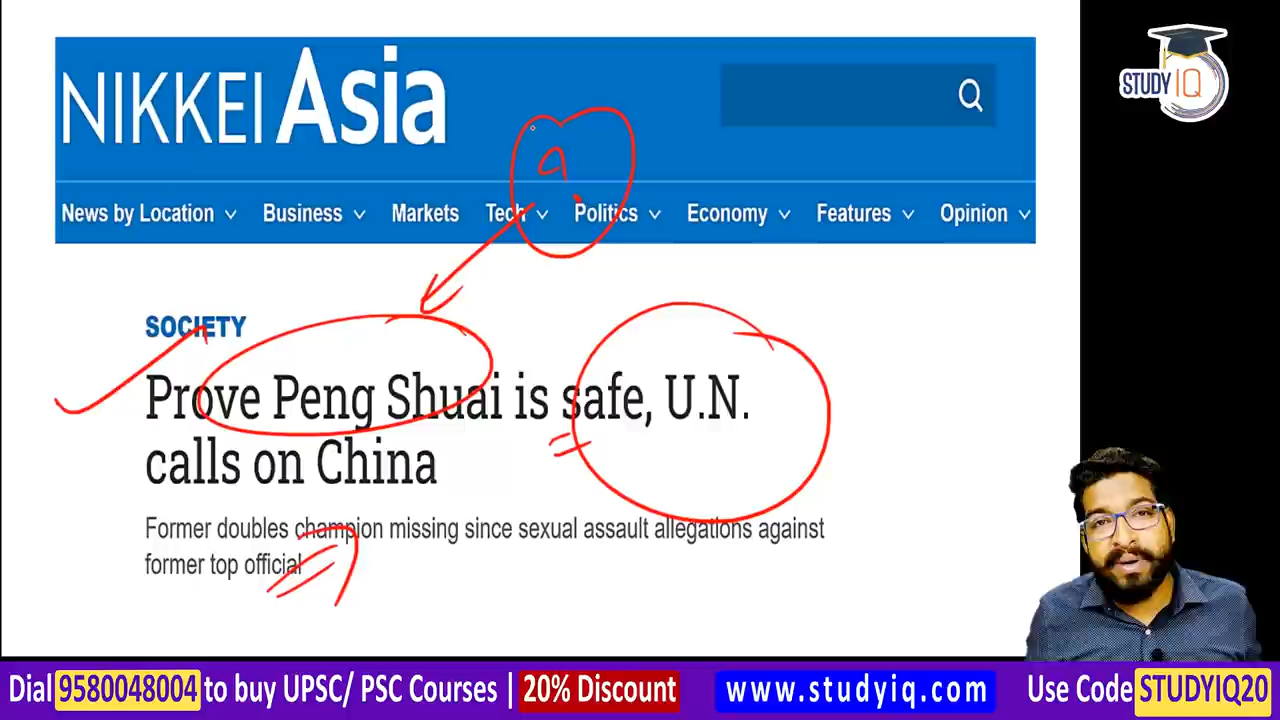 NIKKEI Asia
STUDY IQ
News by Location Business Markets Tech Politics Economy Features Opinion
SOCIETY
Prove Peng Shuai is safe, U.N.
calls on China
Former doubles champion missing since sexual assault allegations against
former top official
Dial 9580048004 to buy UPSC/ PSC Courses | 20% Discount www.studyiq.com Use Code STUDYIQ20